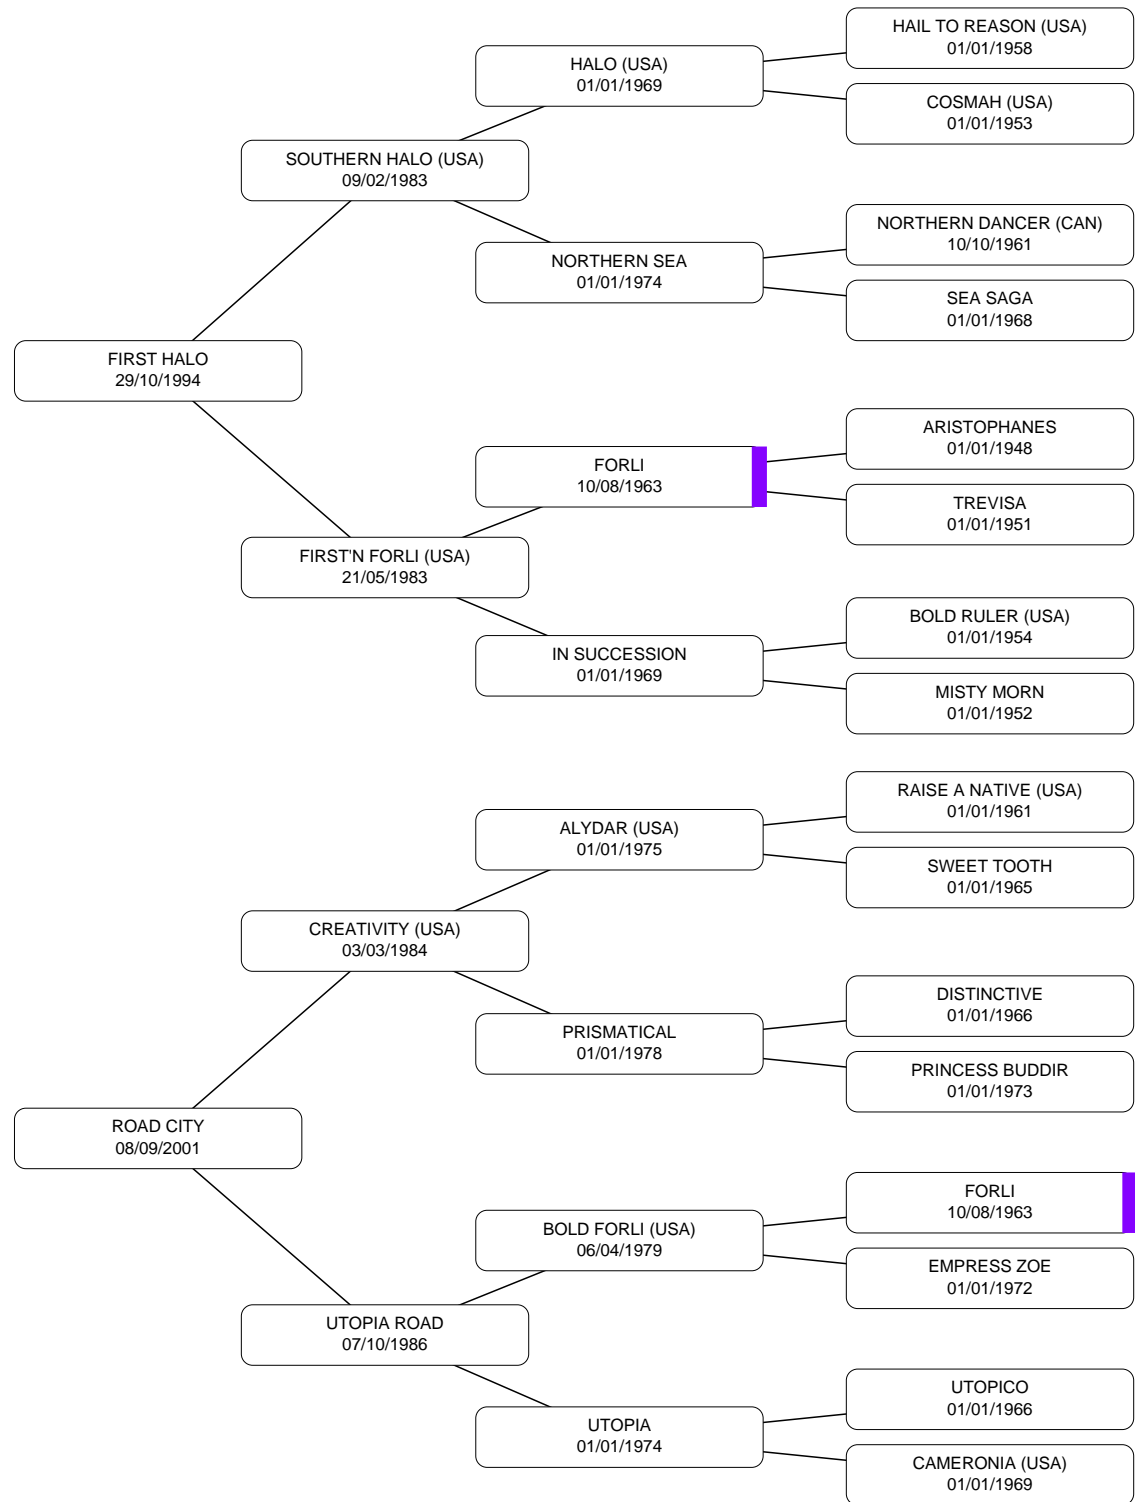 HAIL TO REASON (USA)
01/01/1958
HALO (USA)
01/01/1969
COSMAH (USA)
01/01/1953
SOUTHERN HALO (USA)
09/02/1983
NORTHERN DANCER (CAN)
10/10/1961
NORTHERN SEA
01/01/1974
SEA SAGA
01/01/1968
FIRST HALO
29/10/1994
ARISTOPHANES
01/01/1948
FORLI
10/08/1963
TREVISA
01/01/1951
FIRST'N FORLI (USA)
21/05/1983
BOLD RULER (USA)
01/01/1954
IN SUCCESSION
01/01/1969
MISTY MORN
01/01/1952
RAISE A NATIVE (USA)
01/01/1961
ALYDAR (USA)
01/01/1975
SWEET TOOTH
01/01/1965
CREATIVITY (USA)
03/03/1984
DISTINCTIVE
01/01/1966
PRISMATICAL
01/01/1978
PRINCESS BUDDIR
01/01/1973
ROAD CITY
08/09/2001
FORLI
10/08/1963
BOLD FORLI (USA)
06/04/1979
EMPRESS ZOE
01/01/1972
UTOPIA ROAD
07/10/1986
UTOPICO
01/01/1966
UTOPIA
01/01/1974
CAMERONIA (USA)
01/01/1969